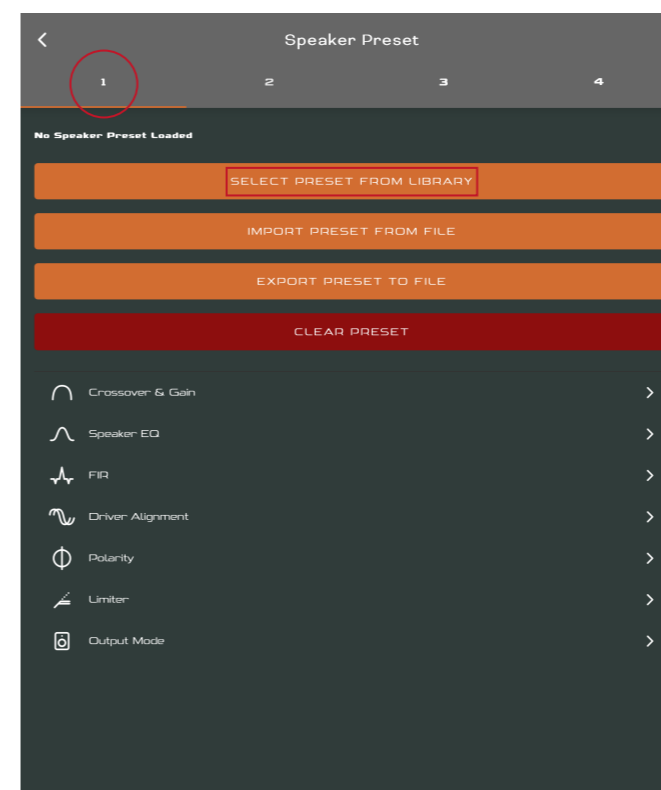 Speaker Preset
1 2 3 4
No Speaker Preset Loaded
SELECT PRESET FROM LIBRARY
IMPORT PRESET FROM FILE
EXPORT PRESET TO FILE
CLEAR PRESET
Crossover & Gain
Speaker EQ
FIR
Driver Alignment
Polarity
Limiter
Output Mode